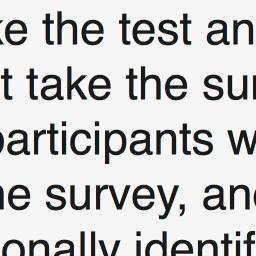 ke the test an
t take the sur
participants w
ne survey, and
onally identif